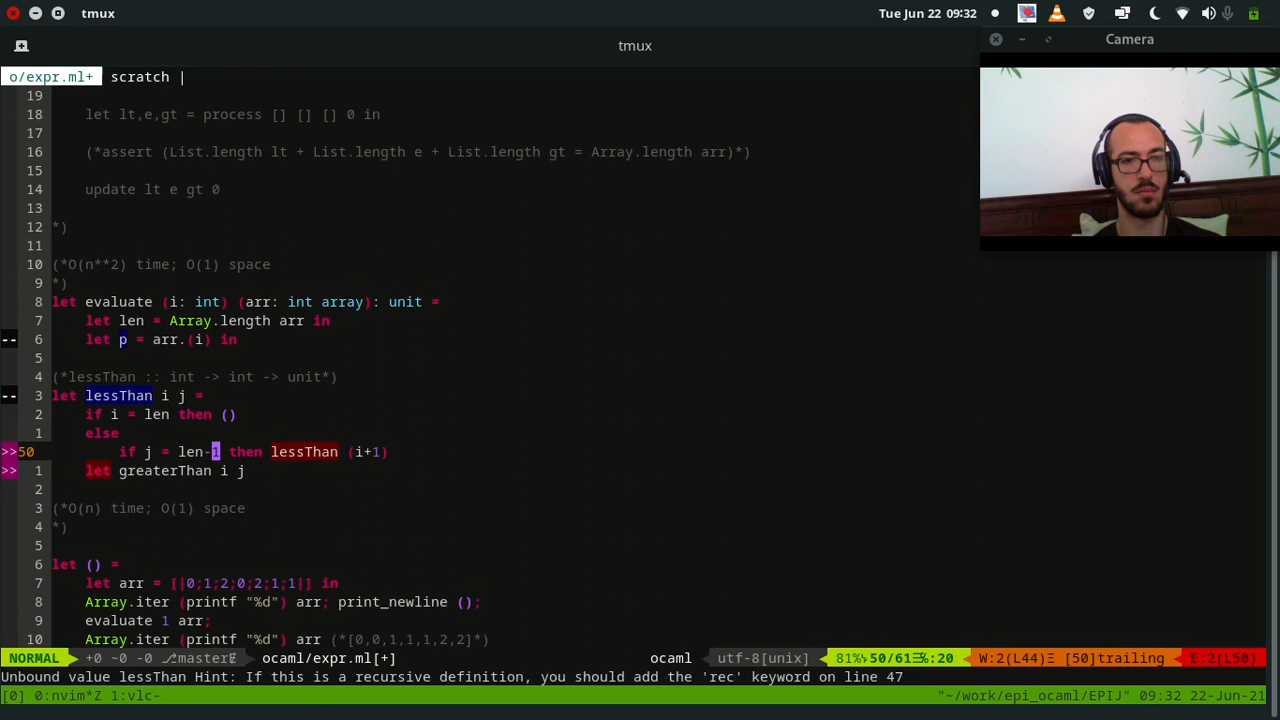 tmux
Tue Jun 22 09:32
tmux
Camera
o/expr.ml+ scratch |
19
18 let lt,e,gt = process [] [] [] 0 in
17
16 (*assert (List.length lt + List.length e + List.length gt = Array.length arr)*)
15
14 update lt e gt 0
13
12 *)
11
10 (*O(n**2) time; O(1) space
9 *)
8 let evaluate (i: int) (arr: int array): unit =
7 let len = Array.length arr in
-- 6 let p = arr.(i) in
5
4 (*lessThan :: int -> int -> unit*)
-- 3 let lessThan i j =
2 if i = len then ()
1 else
>>50 if j = len-1 then lessThan (i+1)
>> 1 let greaterThan i j
2
3 (*O(n) time; O(1) space
4 *)
5
6 let () =
7 let arr = [|0;1;2;0;2;1;1|] in
8 Array.iter (printf "%d") arr; print_newline ();
9 evaluate 1 arr;
10 Array.iter (printf "%d") arr (*[0,0,1,1,1,2,2]*)
NORMAL +0 ~0 -0 master ocaml/expr.ml[+] ocaml utf-8[unix] 81% 50/61 :20 W:2(L44) [50]trailing E:2(L50)
Unbound value lessThan Hint: If this is a recursive definition, you should add the 'rec' keyword on line 47
[0] 0:nvim*Z 1:vlc- "~/work/epi_ocaml/EPIJ" 09:32 22-Jun-21